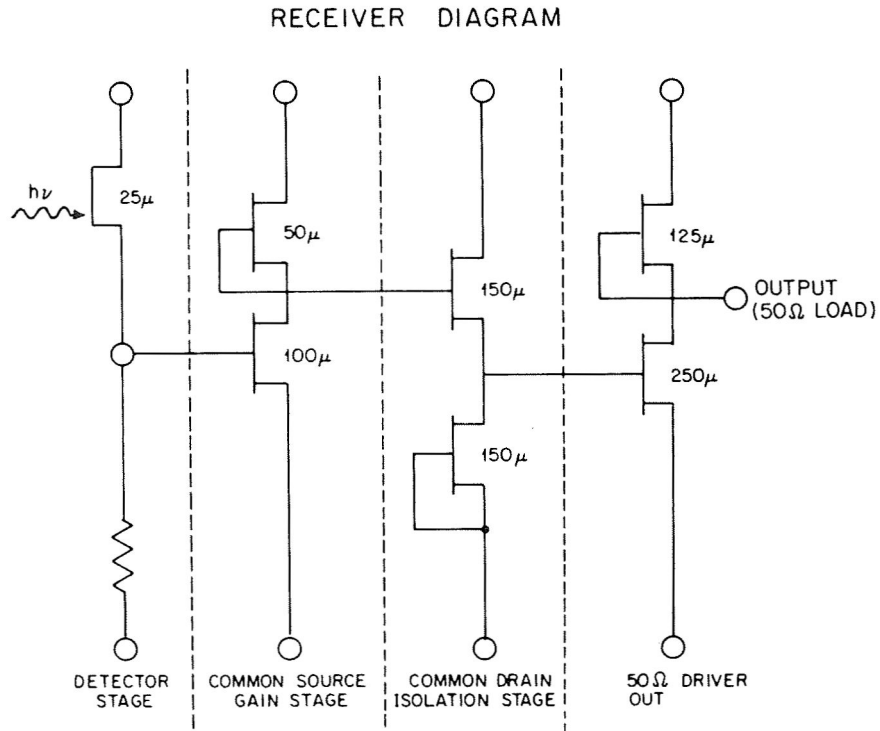 RECEIVER DIAGRAM
hν
25μ
50μ
100μ
150μ
150μ
125μ
250μ
OUTPUT
(50Ω LOAD)
DETECTOR
STAGE
COMMON SOURCE
GAIN STAGE
COMMON DRAIN
ISOLATION STAGE
50Ω DRIVER
OUT